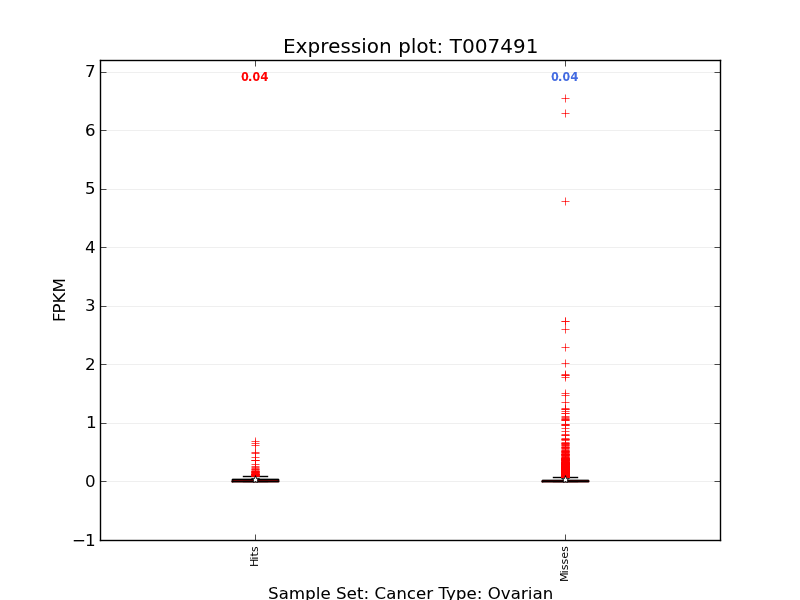 Expression plot: T007491
0.04
0.04
7
6
5
4
3
2
1
0
−1
FPKM
Hits
Misses
Sample Set: Cancer Type: Ovarian